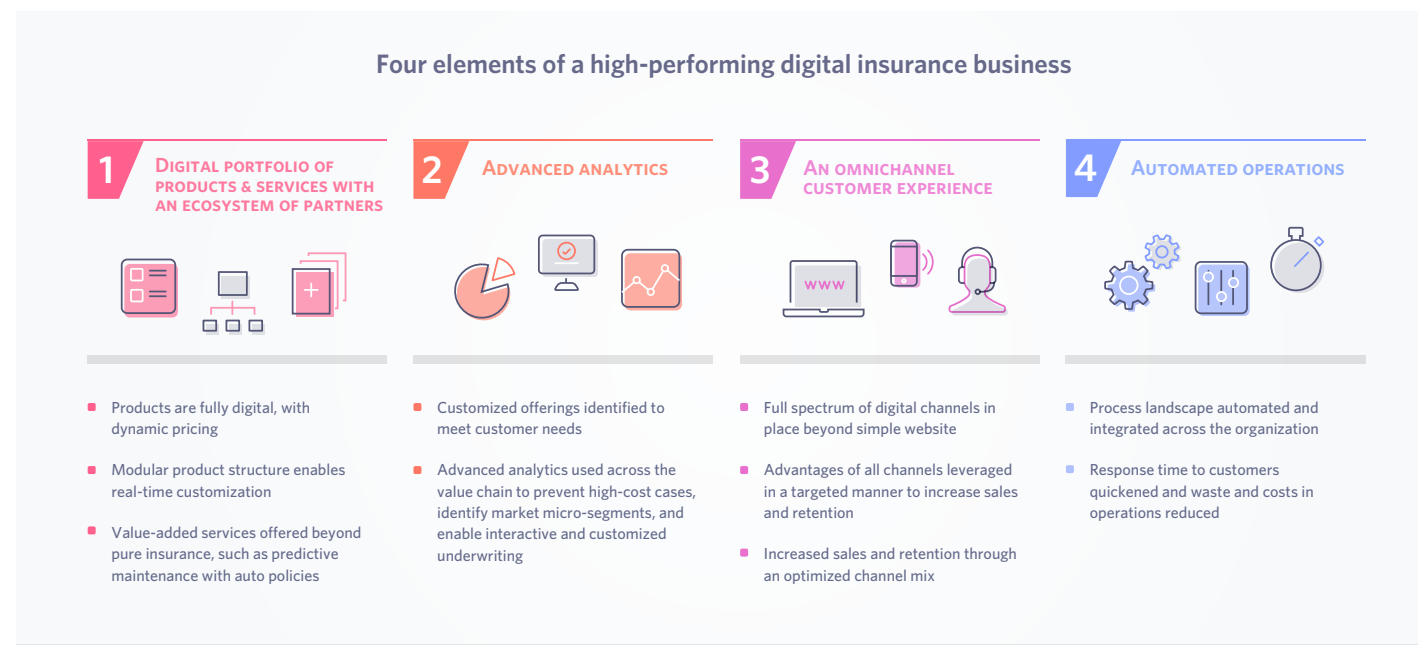 Four elements of a high-performing digital insurance business
1
DIGITAL PORTFOLIO OF
PRODUCTS & SERVICES WITH
AN ECOSYSTEM OF PARTNERS
Products are fully digital, with
dynamic pricing
Modular product structure enables
real-time customization
Value-added services offered beyond
pure insurance, such as predictive
maintenance with auto policies
2
ADVANCED ANALYTICS
Customized offerings identified to
meet customer needs
Advanced analytics used across the
value chain to prevent high-cost cases,
identify market micro-segments, and
enable interactive and customized
underwriting
3
AN OMNICHANNEL
CUSTOMER EXPERIENCE
WWW
Full spectrum of digital channels in
place beyond simple website
Advantages of all channels leveraged
in a targeted manner to increase sales
and retention
Increased sales and retention through
an optimized channel mix
4
AUTOMATED OPERATIONS
Process landscape automated and
integrated across the organization
Response time to customers
quickened and waste and costs in
operations reduced